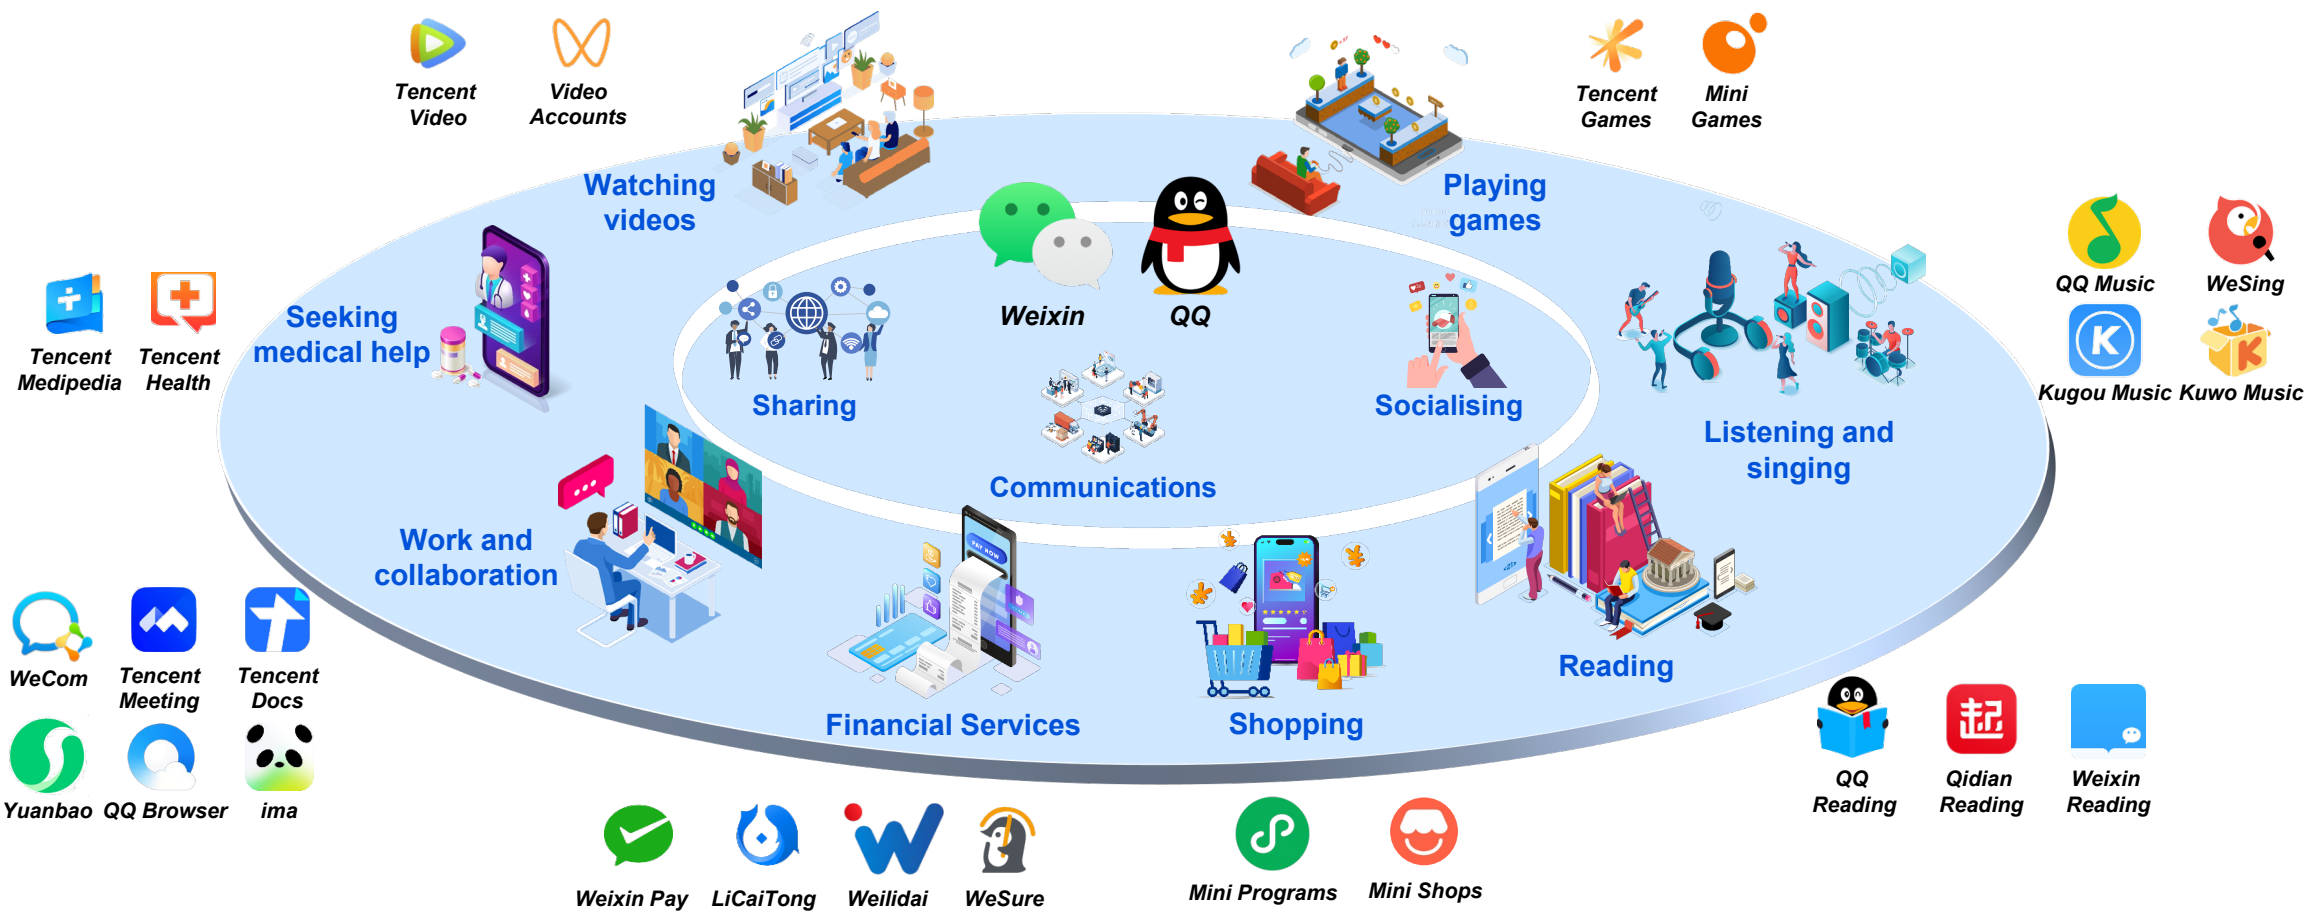 Tencent
Video
Video
Accounts
Tencent
Games
Mini
Games
Watching
videos
Playing
games
Weixin
QQ
QQ Music
WeSing
Kugou Music
Kuwo Music
Tencent
Medipedia
Tencent
Health
Seeking
medical help
Sharing
Socialising
Communications
Listening and
singing
Work and
collaboration
PAY NOW
Financial Services
Shopping
Reading
WeCom
Tencent
Meeting
Tencent
Docs
Yuanbao
QQ Browser
ima
QQ
Reading
起
Qidian
Reading
Weixin
Reading
Weixin Pay
LiCaiTong
Weilidai
WeSure
Mini Programs
Mini Shops